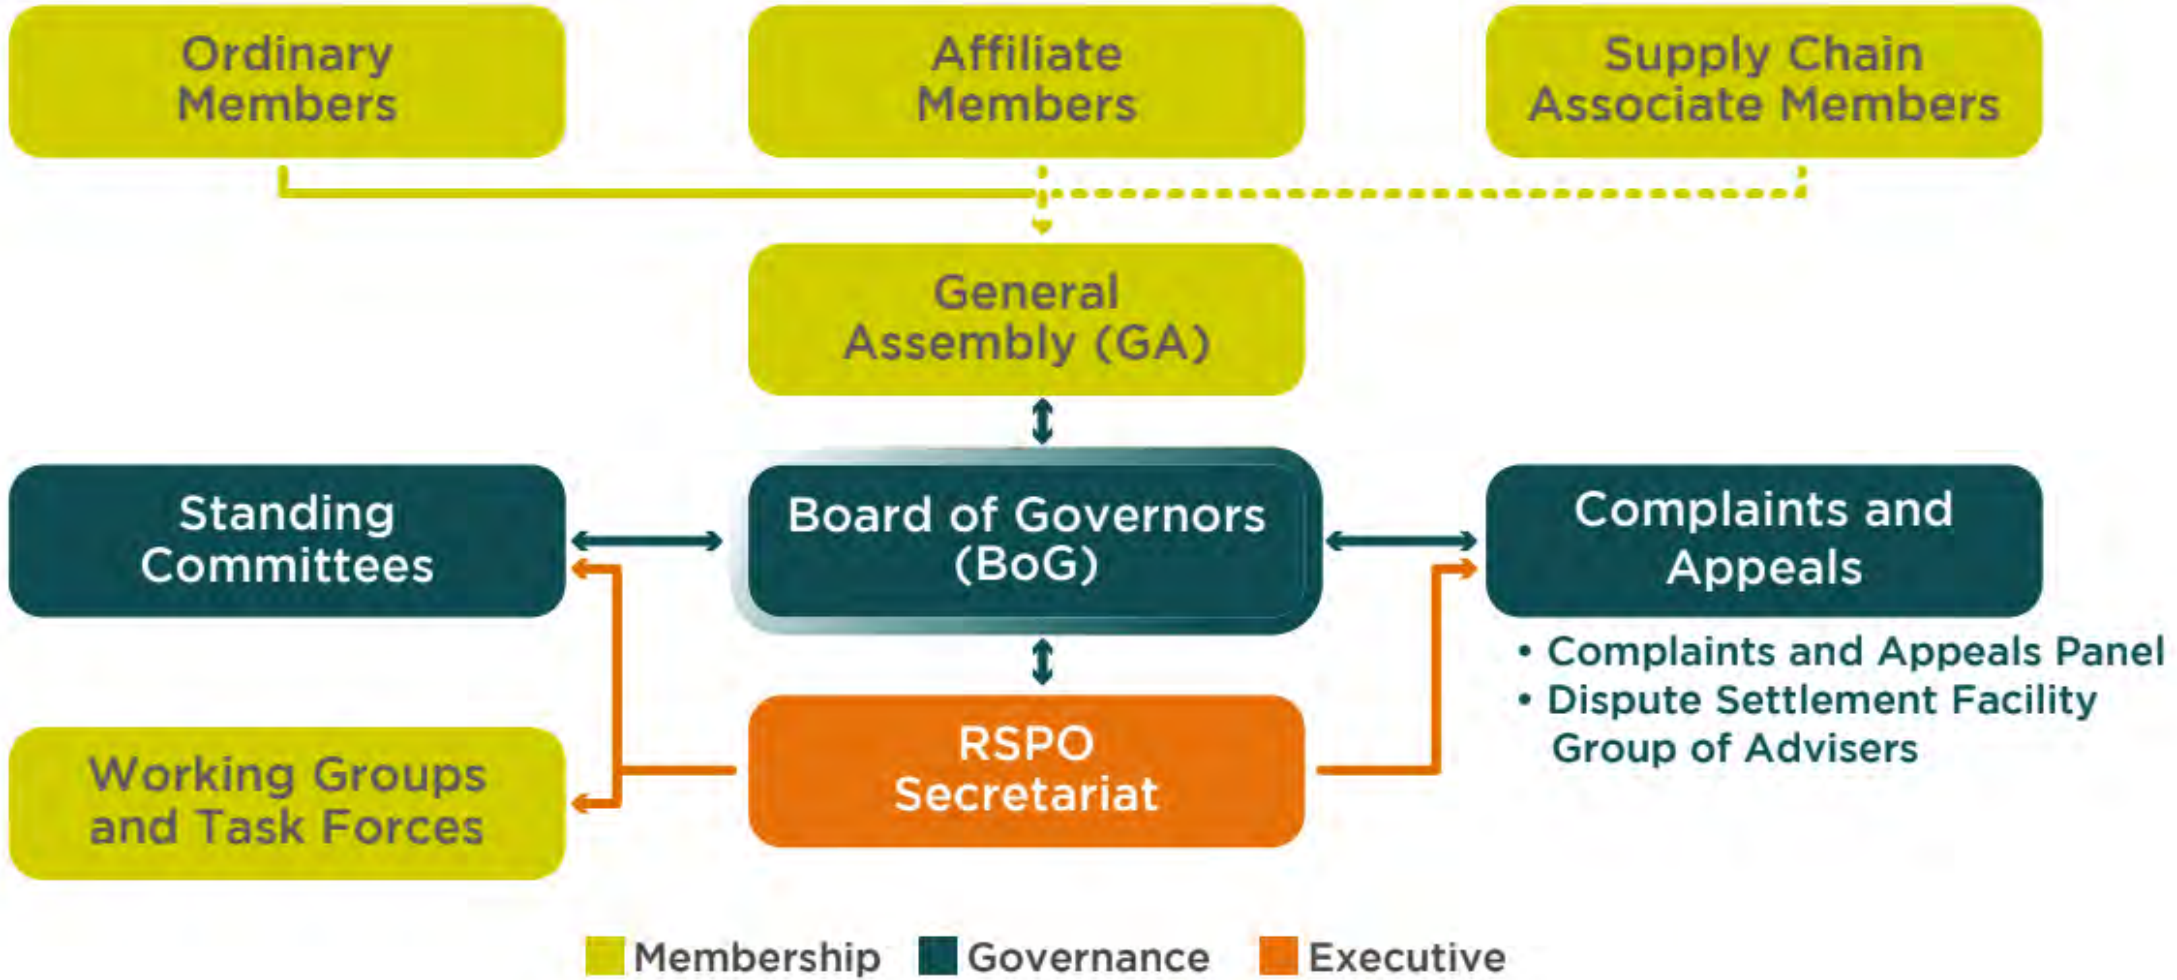 Ordinary
Members
Affiliate
Members
Supply Chain
Associate Members
General
Assembly (GA)
Standing
Committees
Board of Governors
(BoG)
Complaints and
Appeals
• Complaints and Appeals Panel
• Dispute Settlement Facility
Group of Advisers
Working Groups
and Task Forces
RSPO
Secretariat
Membership
Governance
Executive